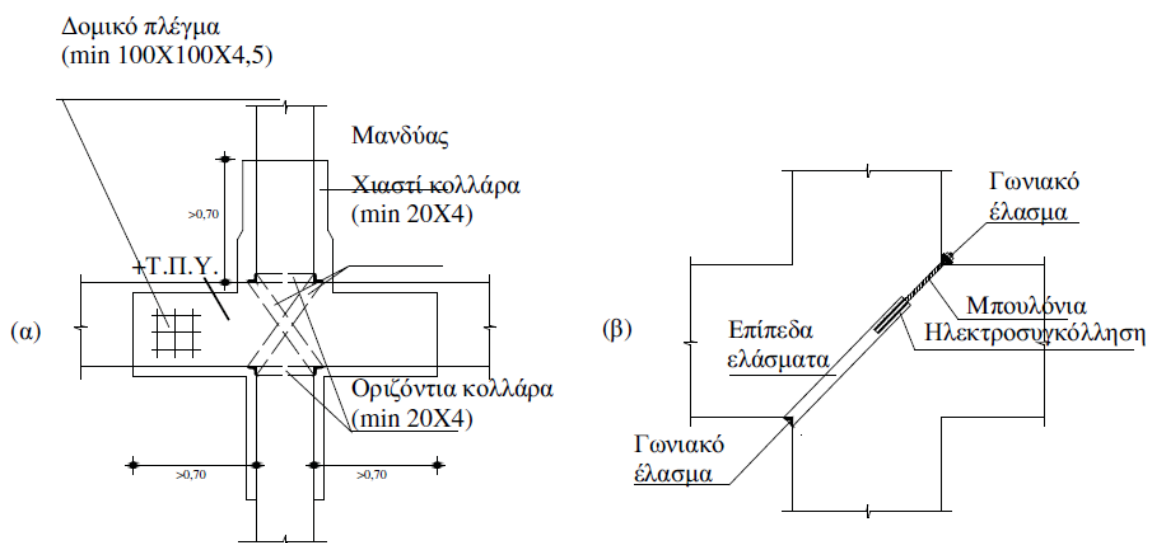 Δομικό πλέγμα
(min 100X100X4,5)
Μανδύας
Χιαστί κολλάρα
(min 20X4)
>0,70
+Τ.Π.Υ.
(α)
Οριζόντια κολλάρα
(min 20X4)
>0,70
>0,70
Γωνιακό
έλασμα
(β)
Μπουλόνια
Ηλεκτροσυγκόλληση
Επίπεδα
ελάσματα
Γωνιακό
έλασμα